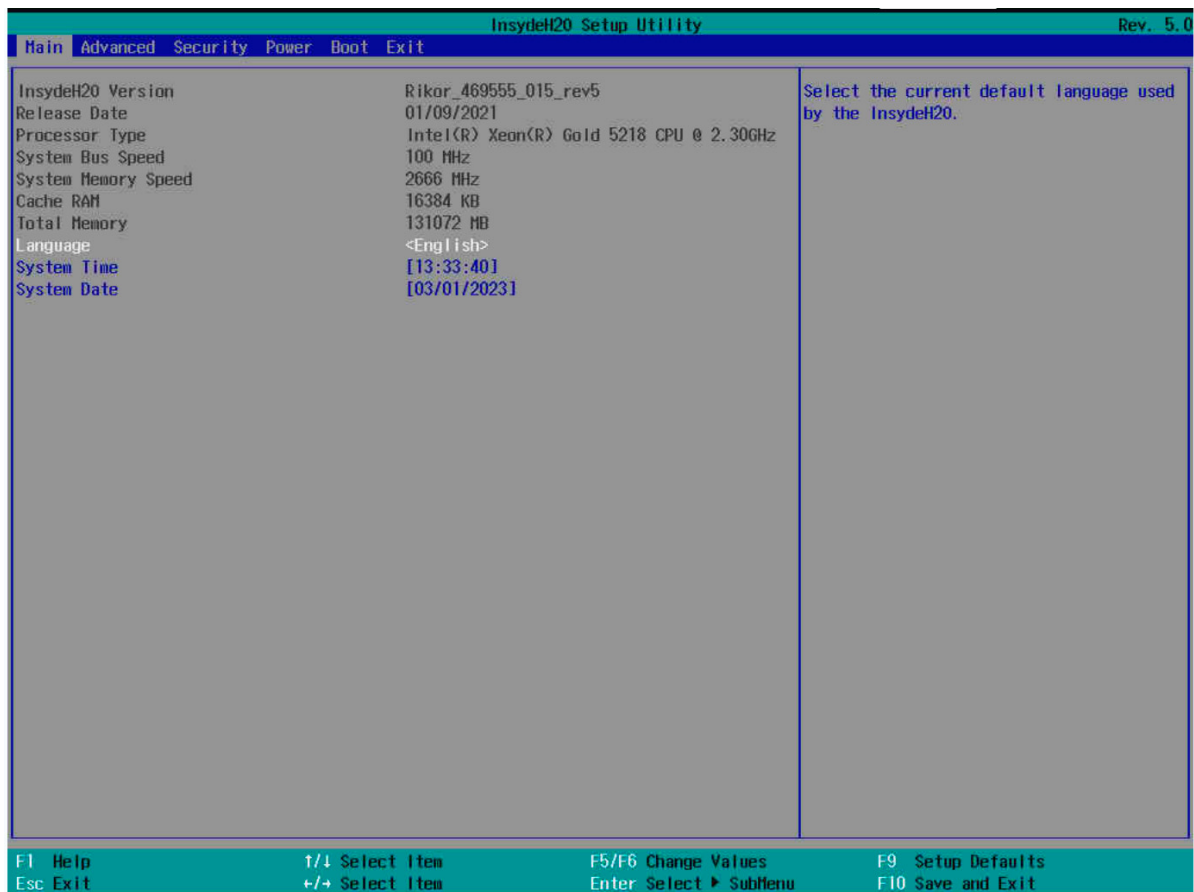 InsydeH20 Setup Utility Rev. 5.0
Main Advanced Security Power Boot Exit
InsydeH20 Version Rikor_469555_015_rev5
Release Date 01/09/2021
Processor Type Intel(R) Xeon(R) Gold 5218 CPU @ 2.30GHz
System Bus Speed 100 MHz
System Memory Speed 2666 MHz
Cache RAM 16384 KB
Total Memory 131072 MB
Language <English>
System Time [13:33:40]
System Date [03/01/2023]
Select the current default language used
by the InsydeH20.
F1 Help ↑/↓ Select Item F5/F6 Change Values F9 Setup Defaults
Esc Exit ←/→ Select Item Enter Select ▶ SubMenu F10 Save and Exit